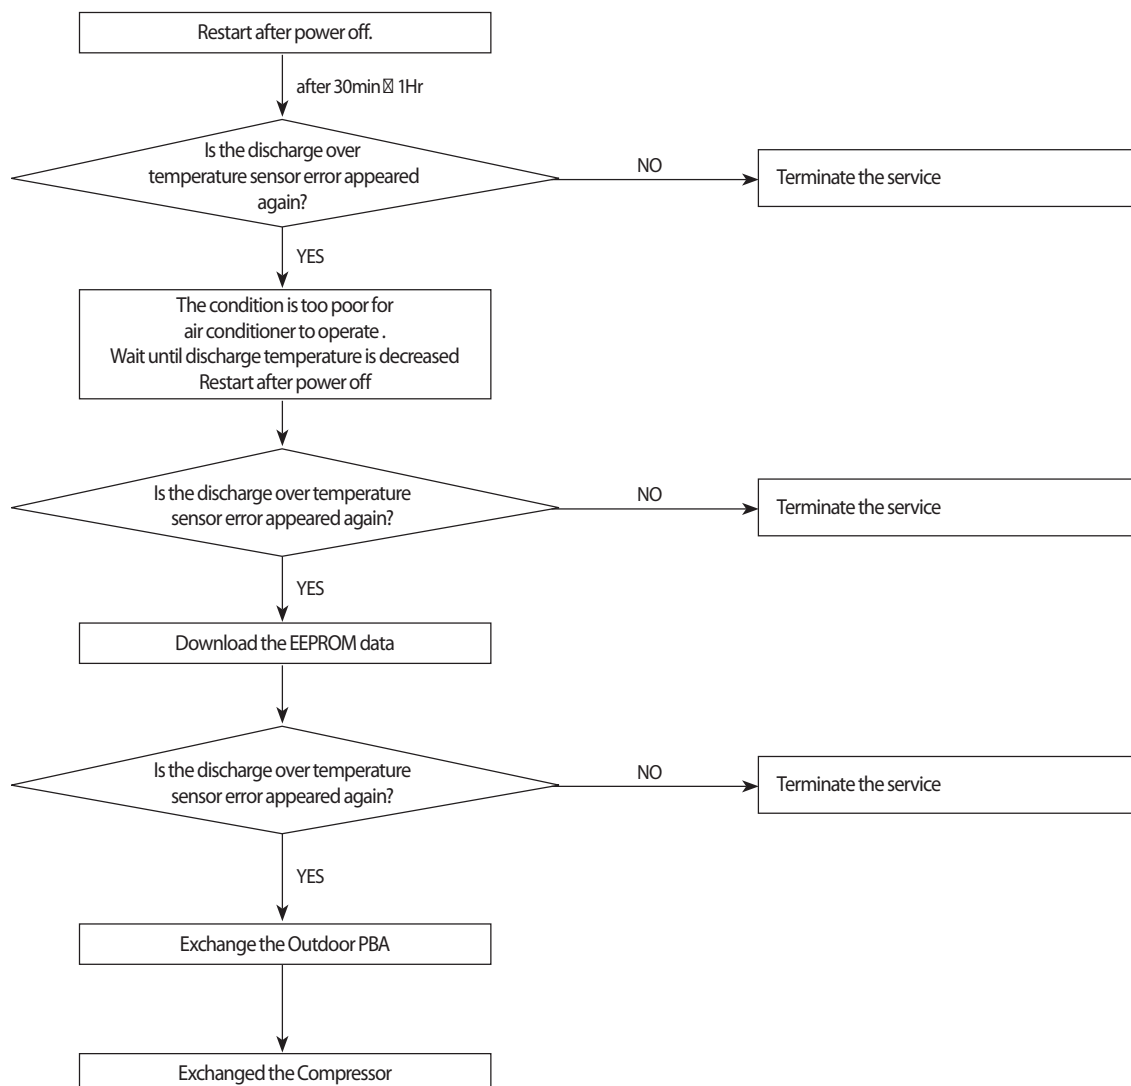 Restart after power off.
after 30min 1Hr
Is the discharge over
temperature sensor error appeared
again?
NO
Terminate the service
YES
The condition is too poor for
air conditioner to operate .
Wait until discharge temperature is decreased
Restart after power off
Is the discharge over temperature
sensor error appeared again?
NO
Terminate the service
YES
Download the EEPROM data
Is the discharge over temperature
sensor error appeared again?
NO
Terminate the service
YES
Exchange the Outdoor PBA
Exchanged the Compressor